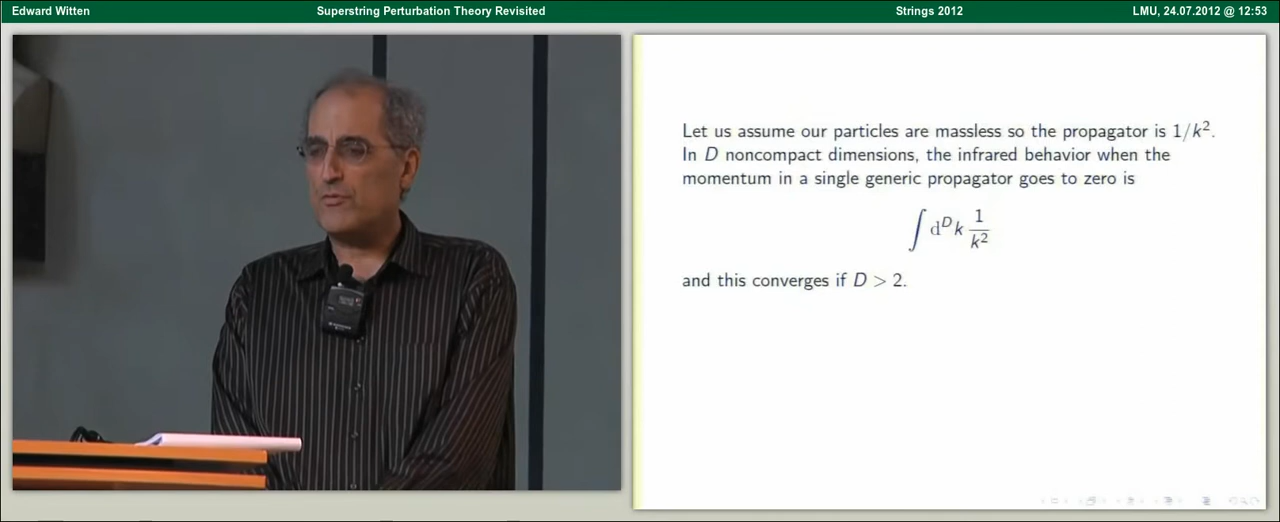 Edward Witten Superstring Perturbation Theory Revisited Strings 2012 LMU, 24.07.2012 @ 12:53
Let us assume our particles are massless so the propagator is 1/k².
In D noncompact dimensions, the infrared behavior when the
momentum in a single generic propagator goes to zero is
∫ dᴰk 1/k²
and this converges if D > 2.